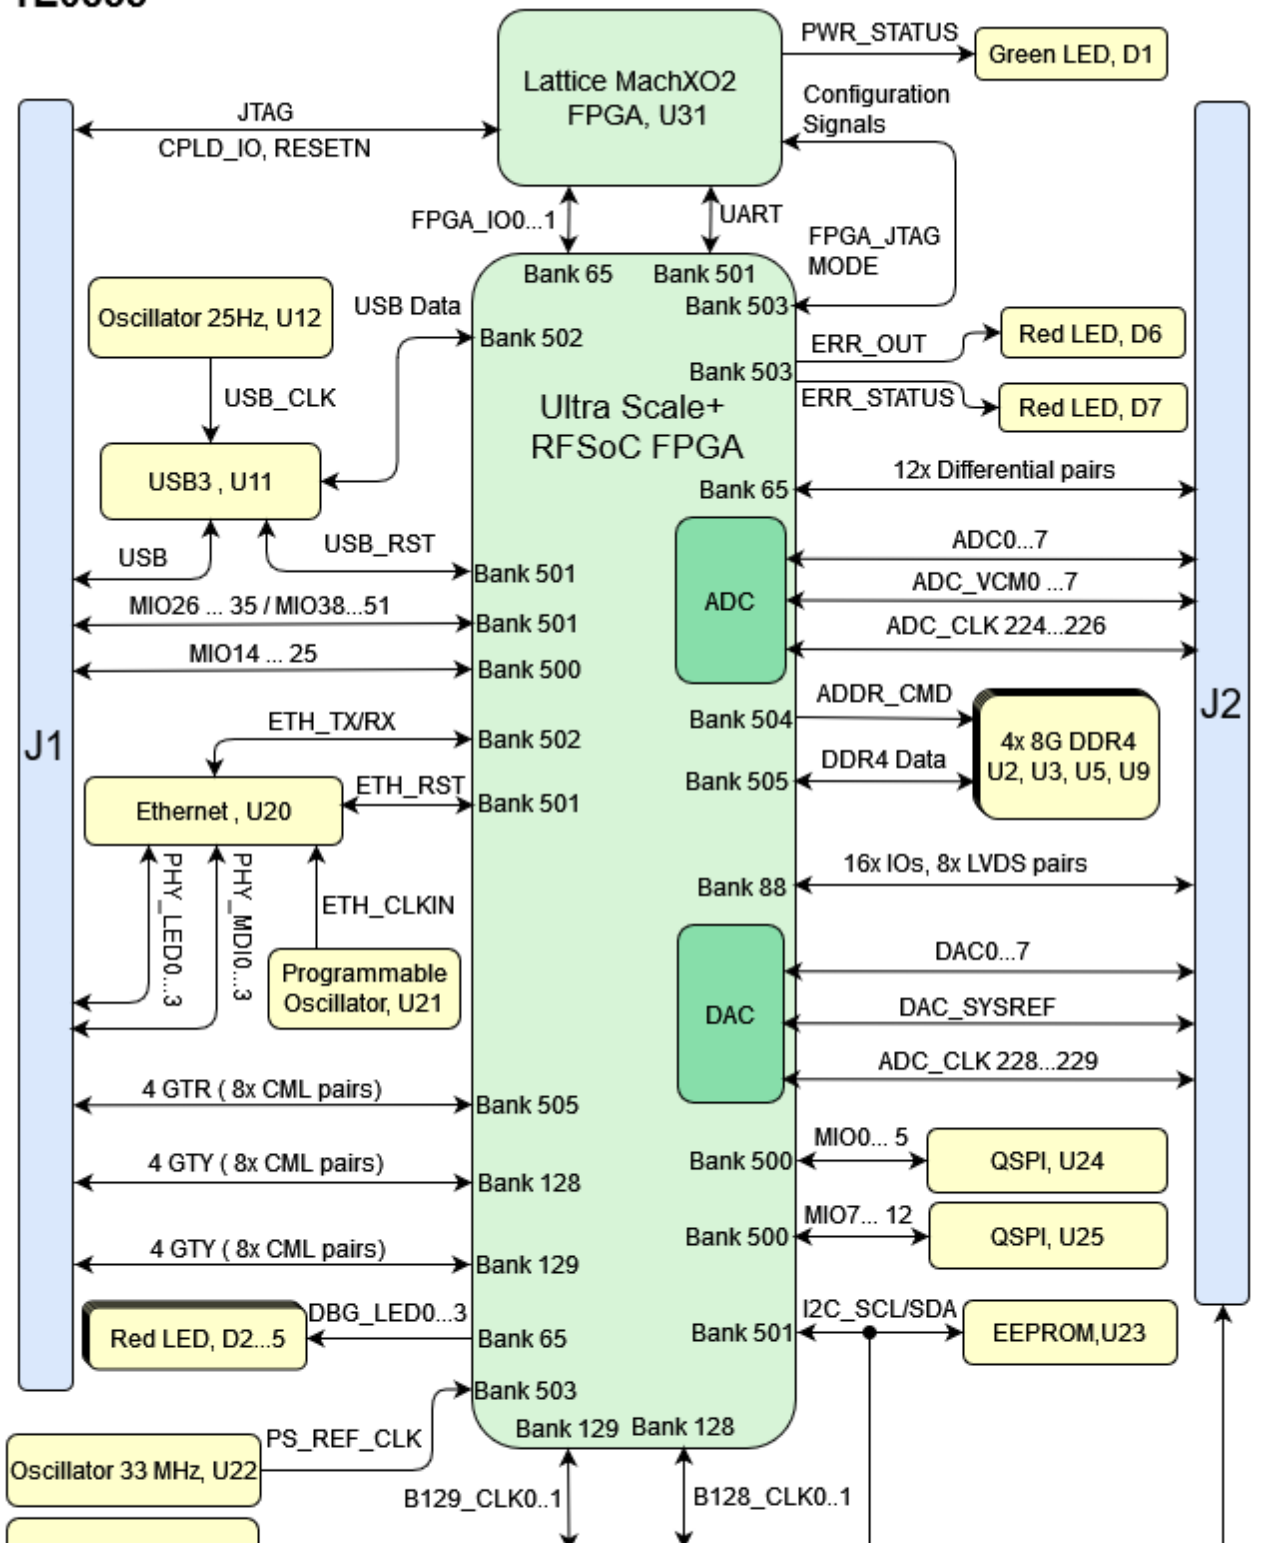 PWR_STATUS
Green LED, D1
Lattice MachXO2
FPGA, U31
Configuration
Signals
JTAG
CPLD_IO, RESETN
FPGA_IO0...1
UART
FPGA_JTAG
MODE
Bank 65
Bank 501
Bank 503
Oscillator 25Hz, U12
USB Data
Bank 502
ERR_OUT
Red LED, D6
Bank 503
ERR_STATUS
Red LED, D7
USB_CLK
Ultra Scale+
RFSoC FPGA
USB3 , U11
Bank 65
12x Differential pairs
USB
USB_RST
Bank 501
ADC
ADC0...7
ADC_VCM0 ...7
ADC_CLK 224...226
MIO26 ... 35 / MIO38...51
Bank 501
MIO14 ... 25
Bank 500
J1
J2
ETH_TX/RX
Bank 502
Bank 504
ADDR_CMD
4x 8G DDR4
U2, U3, U5, U9
Bank 505
DDR4 Data
Ethernet , U20
ETH_RST
Bank 501
PHY_LED0...3
PHY_MDI0...3
ETH_CLKIN
Programmable
Oscillator, U21
Bank 88
16x IOs, 8x LVDS pairs
DAC
DAC0...7
DAC_SYSREF
ADC_CLK 228...229
4 GTR ( 8x CML pairs)
Bank 505
4 GTY ( 8x CML pairs)
Bank 128
4 GTY ( 8x CML pairs)
Bank 129
Bank 500
MIO0... 5
QSPI, U24
Bank 500
MIO7... 12
QSPI, U25
Red LED, D2...5
DBG_LED0...3
Bank 65
Bank 501
I2C_SCL/SDA
EEPROM,U23
Bank 503
Bank 129
Bank 128
Oscillator 33 MHz, U22
PS_REF_CLK
B129_CLK0..1
B128_CLK0..1